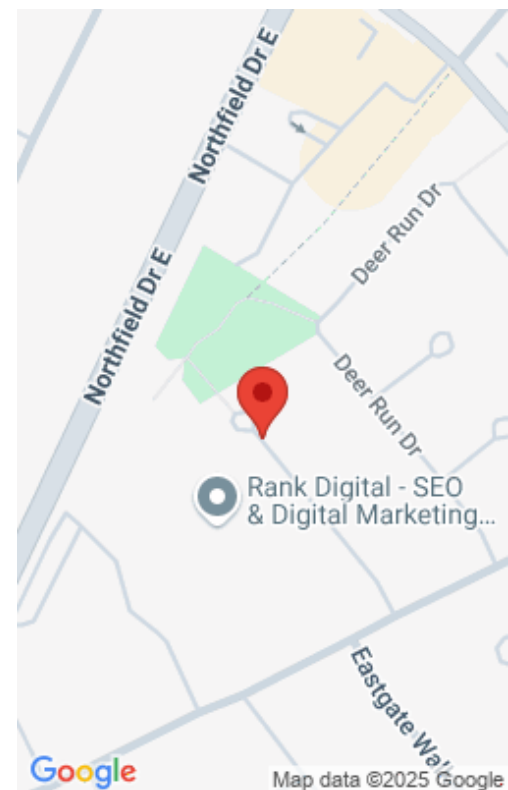 Northfield Dr E
Deer Run Dr
Northfield Dr E
Deer Run Dr
Rank Digital - SEO
& Digital Marketing...
Eastgate Walk
Google
Map data ©2025 Google